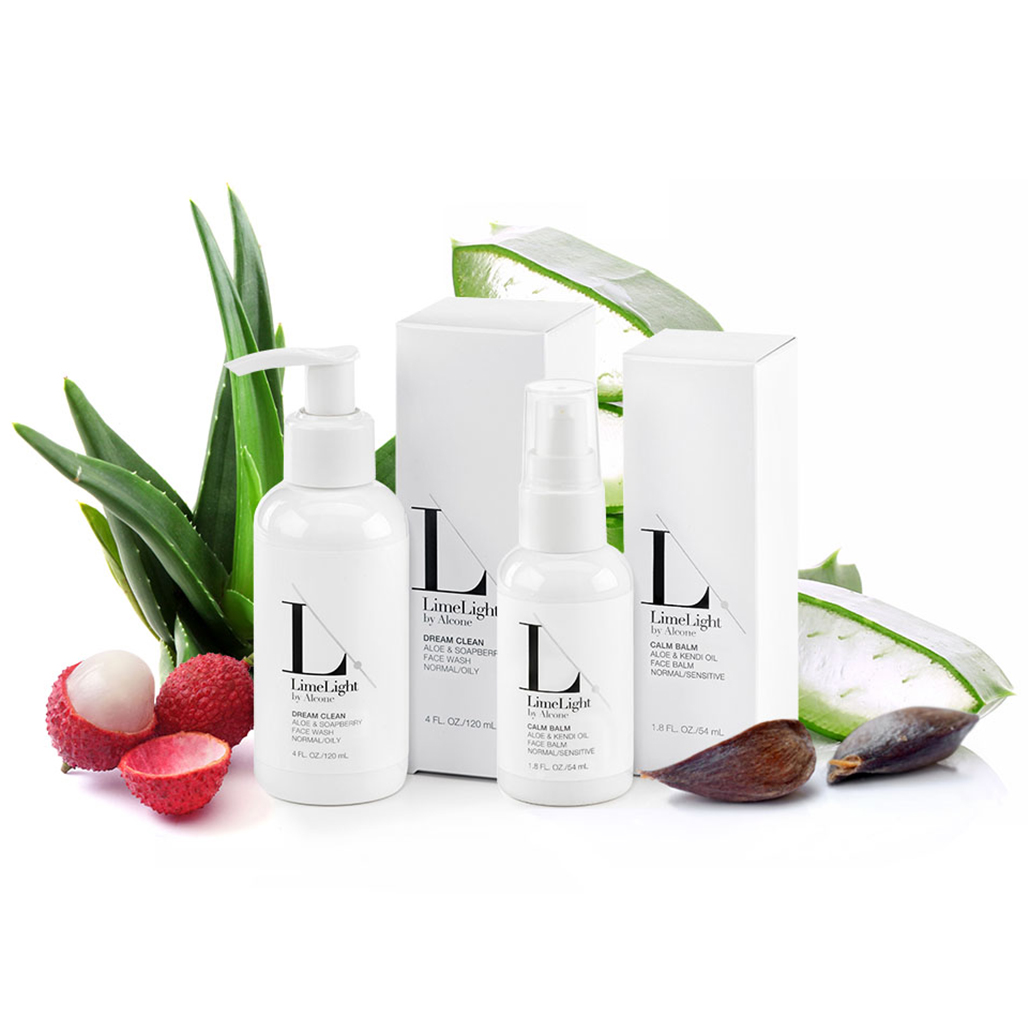 L
LimeLight
by Alcone
DREAM CLEAN
ALOE & SOAPBERRY
FACE WASH
NORMAL/OILY
4 FL. OZ./120 mL
L
LimeLight
by Alcone
DREAM CLEAN
ALOE & SOAPBERR
FACE WASH
NORMAL/OILY
4 FL. OZ./120 mL
L
LimeLight
by Alcone
CALM BALM
ALOE & KENDI OIL
FACE BALM
NORMAL/SENSITIVE
1.8 FL. OZ./54 mL
L
LimeLight
by Alcone
CALM BALM
ALOE & KENDI OIL
FACE BALM
NORMAL/SENSITIVE
1.8 FL. OZ./54 mL